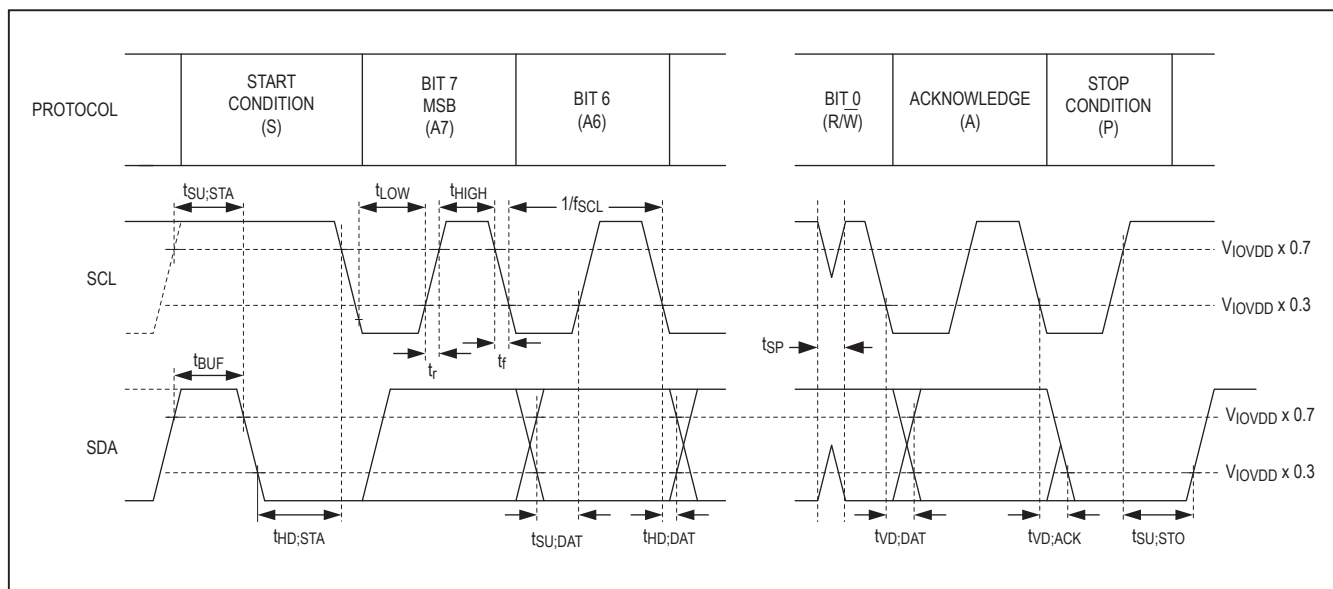 PROTOCOL
START
CONDITION
(S)
BIT 7
MSB
(A7)
BIT 6
(A6)
BIT 0
(R/W̅)
ACKNOWLEDGE
(A)
STOP
CONDITION
(P)
tSU;STA
tLOW
tHIGH
1/fSCL
SCL
VIOVDD x 0.7
VIOVDD x 0.3
tr
tf
tSP
tBUF
SDA
VIOVDD x 0.7
VIOVDD x 0.3
tHD;STA
tSU;DAT
tHD;DAT
tVD;DAT
tVD;ACK
tSU;STO